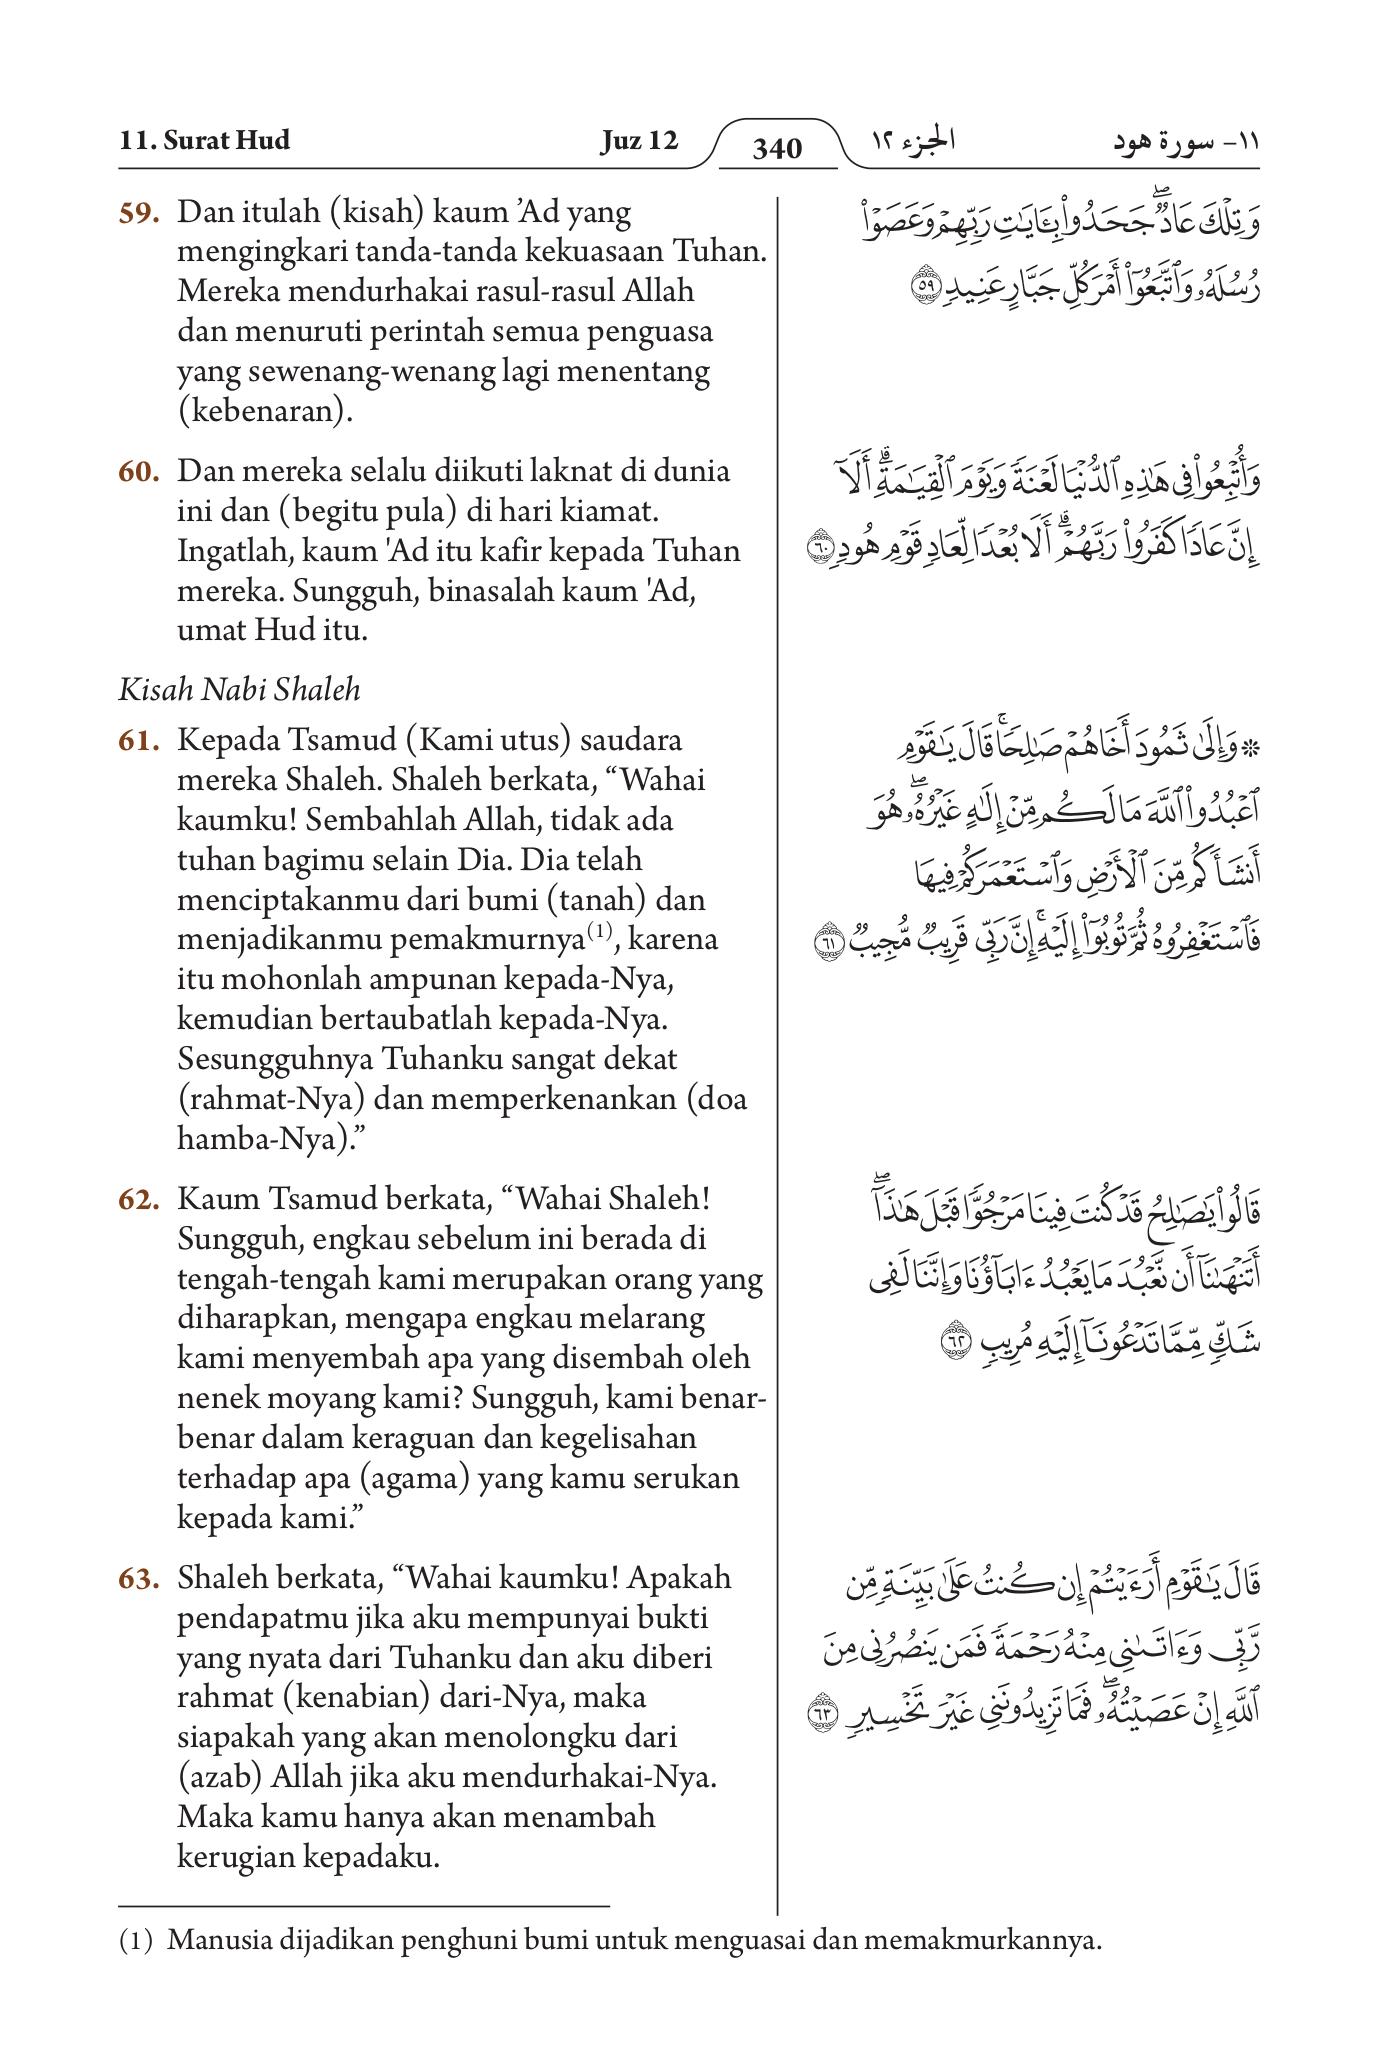 11. Surat Hud
Juz 12
340
الجزء ١٢
١١- سورة هود
59. Dan itulah (kisah) kaum ’Ad yang
mengingkari tanda-tanda kekuasaan Tuhan.
Mereka mendurhakai rasul-rasul Allah
dan menuruti perintah semua penguasa
yang sewenang-wenang lagi menentang
(kebenaran).
60. Dan mereka selalu diikuti laknat di dunia
ini dan (begitu pula) di hari kiamat.
Ingatlah, kaum 'Ad itu kafir kepada Tuhan
mereka. Sungguh, binasalah kaum 'Ad,
umat Hud itu.
Kisah Nabi Shaleh
61. Kepada Tsamud (Kami utus) saudara
mereka Shaleh. Shaleh berkata, “Wahai
kaumku! Sembahlah Allah, tidak ada
tuhan bagimu selain Dia. Dia telah
menciptakanmu dari bumi (tanah) dan
menjadikanmu pemakmurnya(1), karena
itu mohonlah ampunan kepada-Nya,
kemudian bertaubatlah kepada-Nya.
Sesungguhnya Tuhanku sangat dekat
(rahmat-Nya) dan memperkenankan (doa
hamba-Nya).”
62. Kaum Tsamud berkata, “Wahai Shaleh!
Sungguh, engkau sebelum ini berada di
tengah-tengah kami merupakan orang yang
diharapkan, mengapa engkau melarang
kami menyembah apa yang disembah oleh
nenek moyang kami? Sungguh, kami benar-
benar dalam keraguan dan kegelisahan
terhadap apa (agama) yang kamu serukan
kepada kami.”
63. Shaleh berkata, “Wahai kaumku! Apakah
pendapatmu jika aku mempunyai bukti
yang nyata dari Tuhanku dan aku diberi
rahmat (kenabian) dari-Nya, maka
siapakah yang akan menolongku dari
(azab) Allah jika aku mendurhakai-Nya.
Maka kamu hanya akan menambah
kerugian kepadaku.
وَتِلْكَ عَادٌۖ جَحَدُوا۟ بِـَٔايَٰتِ رَبِّهِمْ وَعَصَوْا۟
رُسُلَهُۥ وَٱتَّبَعُوٓا۟ أَمْرَ كُلِّ جَبَّارٍ عَنِيدٍ ٥٩
وَأُتْبِعُوا۟ فِى هَٰذِهِ ٱلدُّنْيَا لَعْنَةً وَيَوْمَ ٱلْقِيَٰمَةِۗ أَلَآ
إِنَّ عَادًا كَفَرُوا۟ رَبَّهُمْۗ أَلَا بُعْدًا لِّعَادٍ قَوْمِ هُودٍ ٦٠
۞ وَإِلَىٰ ثَمُودَ أَخَاهُمْ صَٰلِحًاۚ قَالَ يَٰقَوْمِ
ٱعْبُدُوا۟ ٱللَّهَ مَا لَكُم مِّنْ إِلَٰهٍ غَيْرُهُۥۖ هُوَ
أَنشَأَكُم مِّنَ ٱلْأَرْضِ وَٱسْتَعْمَرَكُمْ فِيهَا
فَٱسْتَغْفِرُوهُ ثُمَّ تُوبُوٓا۟ إِلَيْهِۚ إِنَّ رَبِّى قَرِيبٌ مُّجِيبٌ ٦١
قَالُوا۟ يَٰصَٰلِحُ قَدْ كُنتَ فِينَا مَرْجُوًّا قَبْلَ هَٰذَآۖ
أَتَنْهَىٰنَآ أَن نَّعْبُدَ مَا يَعْبُدُ ءَابَآؤُنَا وَإِنَّنَا لَفِى
شَكٍّ مِّمَّا تَدْعُونَآ إِلَيْهِ مُرِيبٍ ٦٢
قَالَ يَٰقَوْمِ أَرَءَيْتُمْ إِن كُنتُ عَلَىٰ بَيِّنَةٍ مِّن
رَّبِّى وَءَاتَىٰنِى مِنْهُ رَحْمَةً فَمَن يَنصُرُنِى مِنَ
ٱللَّهِ إِنْ عَصَيْتُهُۥۖ فَمَا تَزِيدُونَنِى غَيْرَ تَخْسِيرٍ ٦٣
(1) Manusia dijadikan penghuni bumi untuk menguasai dan memakmurkannya.